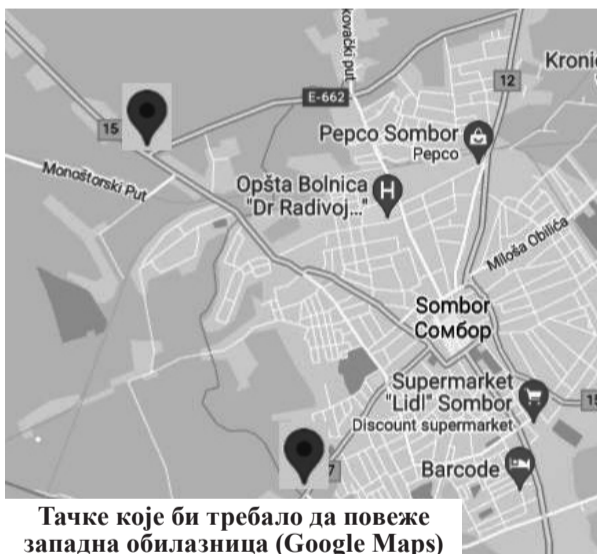 kovački put
Kronić
12
E-662
15
Pepco Sombor
Pepco
Monoštorski Put
Opšta Bolnica
"Dr Radivoj..."
H
Miloša Obilića
Sombor
Сомбор
Supermarket
"Lidl" Sombor
Discount supermarket
15
7
Barcode
Тачке које би требало да повеже
западна обилазница (Google Maps)